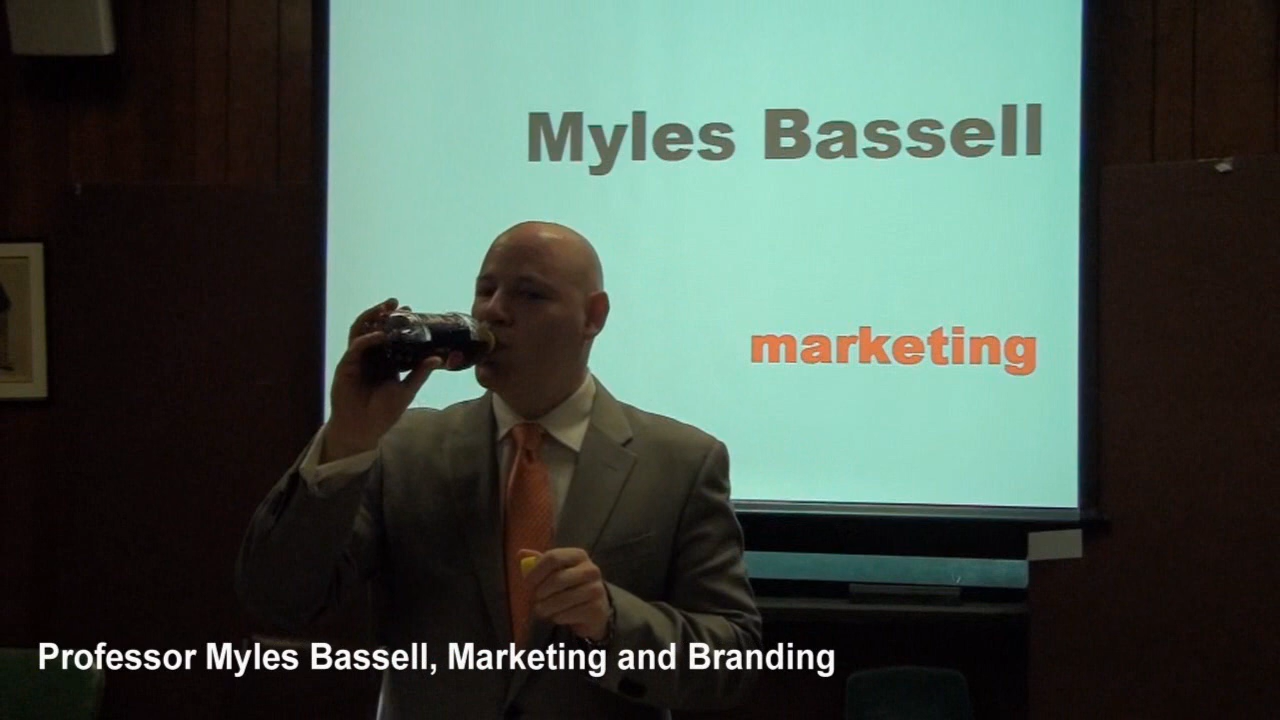 Myles Bassell
marketing
Professor Myles Bassell, Marketing and Branding